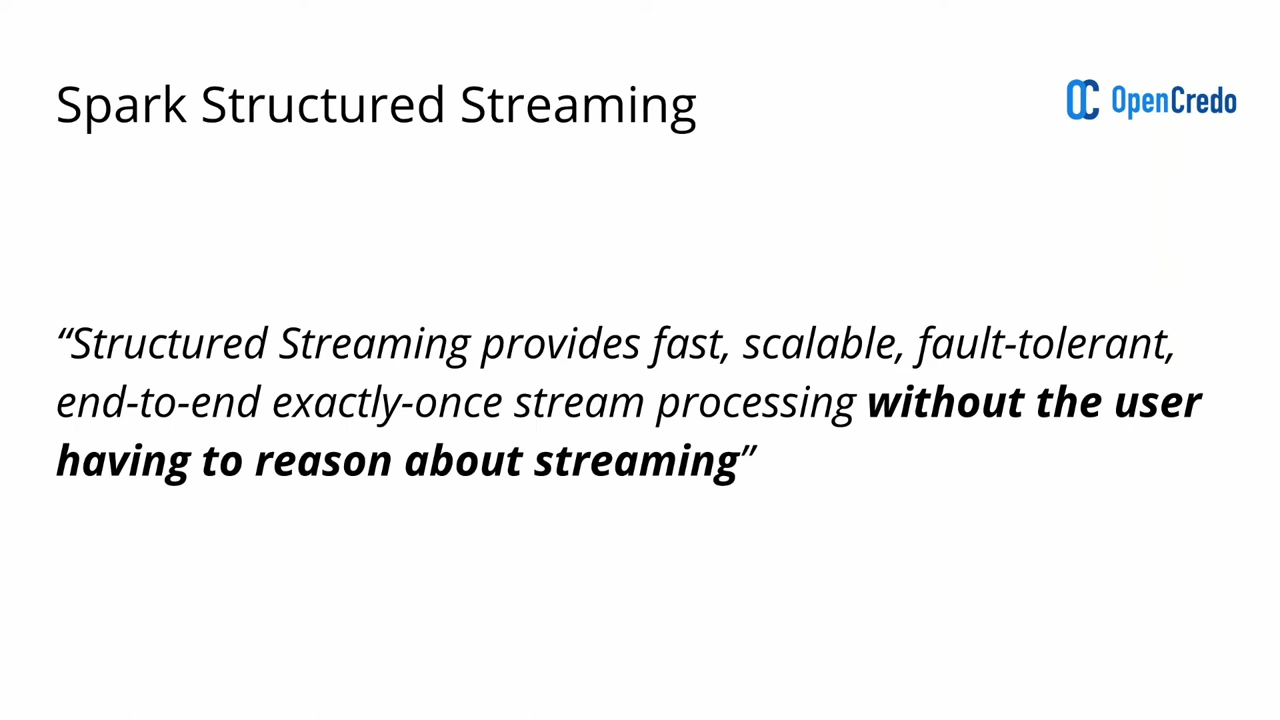 Spark Structured Streaming
OpenCredo
“Structured Streaming provides fast, scalable, fault-tolerant,
end-to-end exactly-once stream processing without the user
having to reason about streaming”